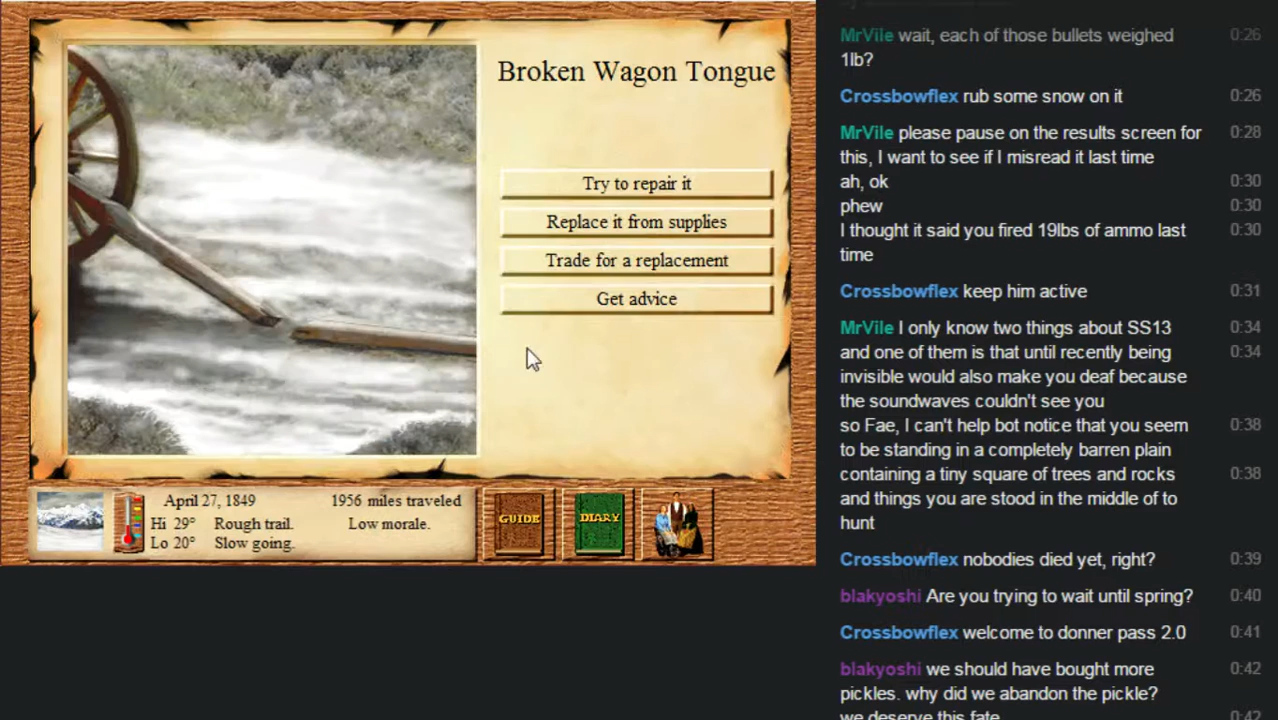 Broken Wagon Tongue
Try to repair it
Replace it from supplies
Trade for a replacement
Get advice
April 27, 1849
1956 miles traveled
Hi 29° Rough trail.
Low morale.
Lo 20° Slow going.
GUIDE
DIARY
MrVile wait, each of those bullets weighed 0:26
1lb?
Crossbowflex rub some snow on it 0:26
MrVile please pause on the results screen for 0:28
this, I want to see if I misread it last time
ah, ok 0:30
phew 0:30
I thought it said you fired 19lbs of ammo last 0:30
time
Crossbowflex keep him active 0:31
MrVile I only know two things about SS13 0:34
and one of them is that until recently being 0:34
invisible would also make you deaf because
the soundwaves couldn't see you
so Fae, I can't help bot notice that you seem 0:38
to be standing in a completely barren plain
containing a tiny square of trees and rocks 0:38
and things you are stood in the middle of to
hunt
Crossbowflex nobodies died yet, right? 0:39
blakyoshi Are you trying to wait until spring? 0:40
Crossbowflex welcome to donner pass 2.0 0:41
blakyoshi we should have bought more 0:42
pickles. why did we abandon the pickle?
we deserve this fate 0:42